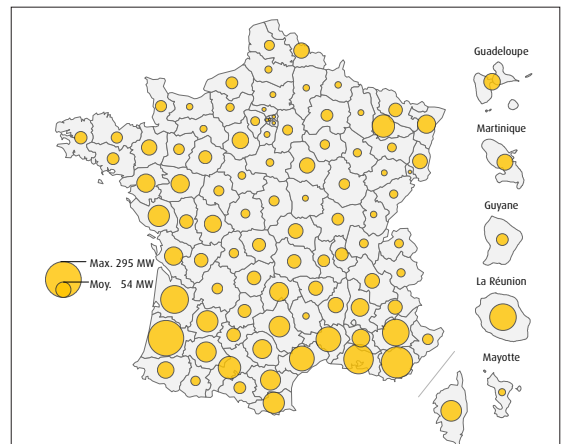 Guadeloupe
Martinique
Guyane
Max. 295 MW
Moy. 54 MW
La Réunion
Mayotte